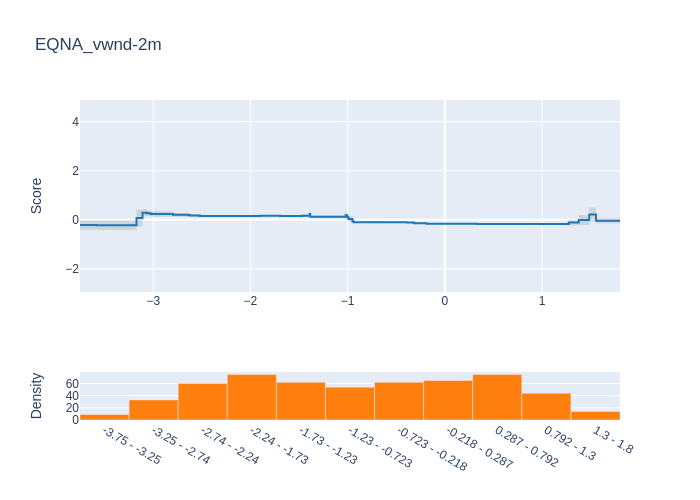 EQNA_vwnd-2m
Score
4
2
0
−2
−3
−2
−1
0
1
Density
60
40
20
0
-3.75 - -3.25
-3.25 - -2.74
-2.74 - -2.24
-2.24 - -1.73
-1.73 - -1.23
-1.23 - -0.723
-0.723 - -0.218
-0.218 - 0.287
0.287 - 0.792
0.792 - 1.3
1.3 - 1.8